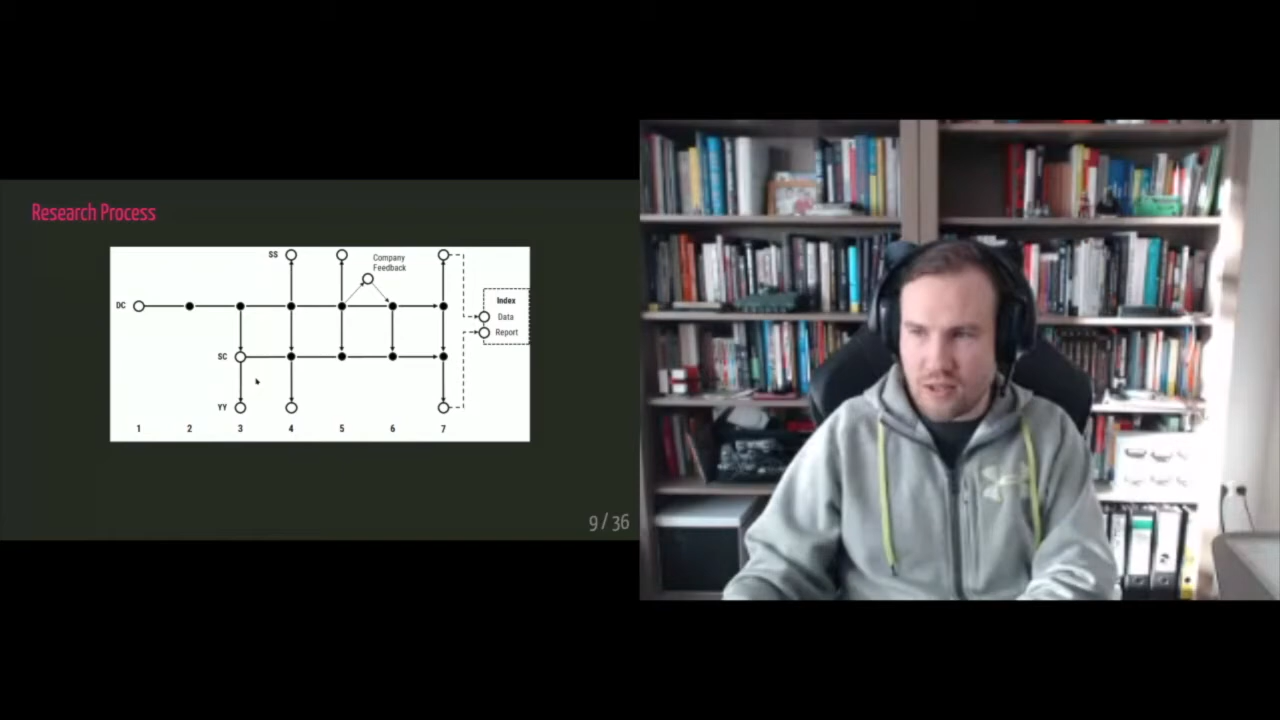 Research Process
SS
Company
Feedback
DC
Index
Data
Report
SC
YY
1 2 3 4 5 6 7
9 / 36